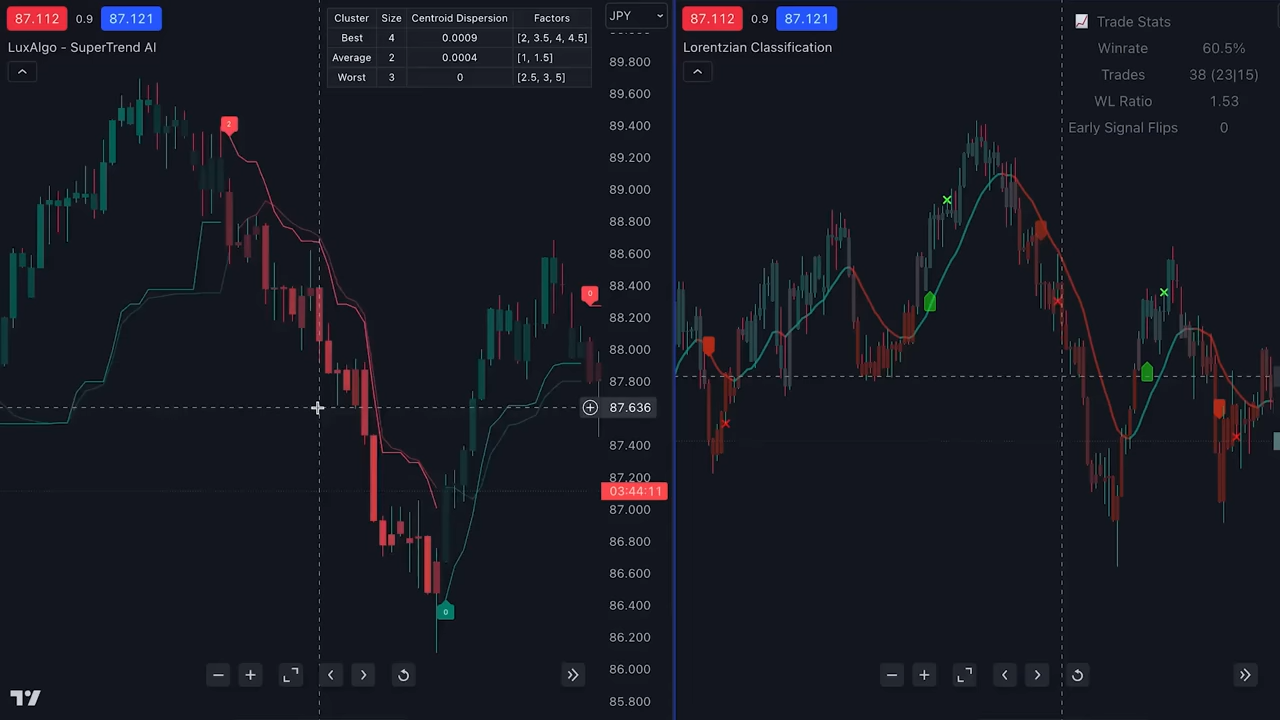 87.112 0.9 87.121
LuxAlgo - SuperTrend AI
Cluster Size Centroid Dispersion Factors
Best 4 0.0009 [2, 3.5, 4, 4.5]
Average 2 0.0004 [1, 1.5]
Worst 3 0 [2.5, 3, 5]
JPY
89.800
89.600
89.400
89.200
89.000
88.800
88.600
88.400
88.200
88.000
87.800
87.636
87.400
87.200
03:44:11
87.000
86.800
86.600
86.400
86.200
86.000
85.800
2
0
0
87.112 0.9 87.121
Lorentzian Classification
Trade Stats
Winrate 60.5%
Trades 38 (23|15)
WL Ratio 1.53
Early Signal Flips 0